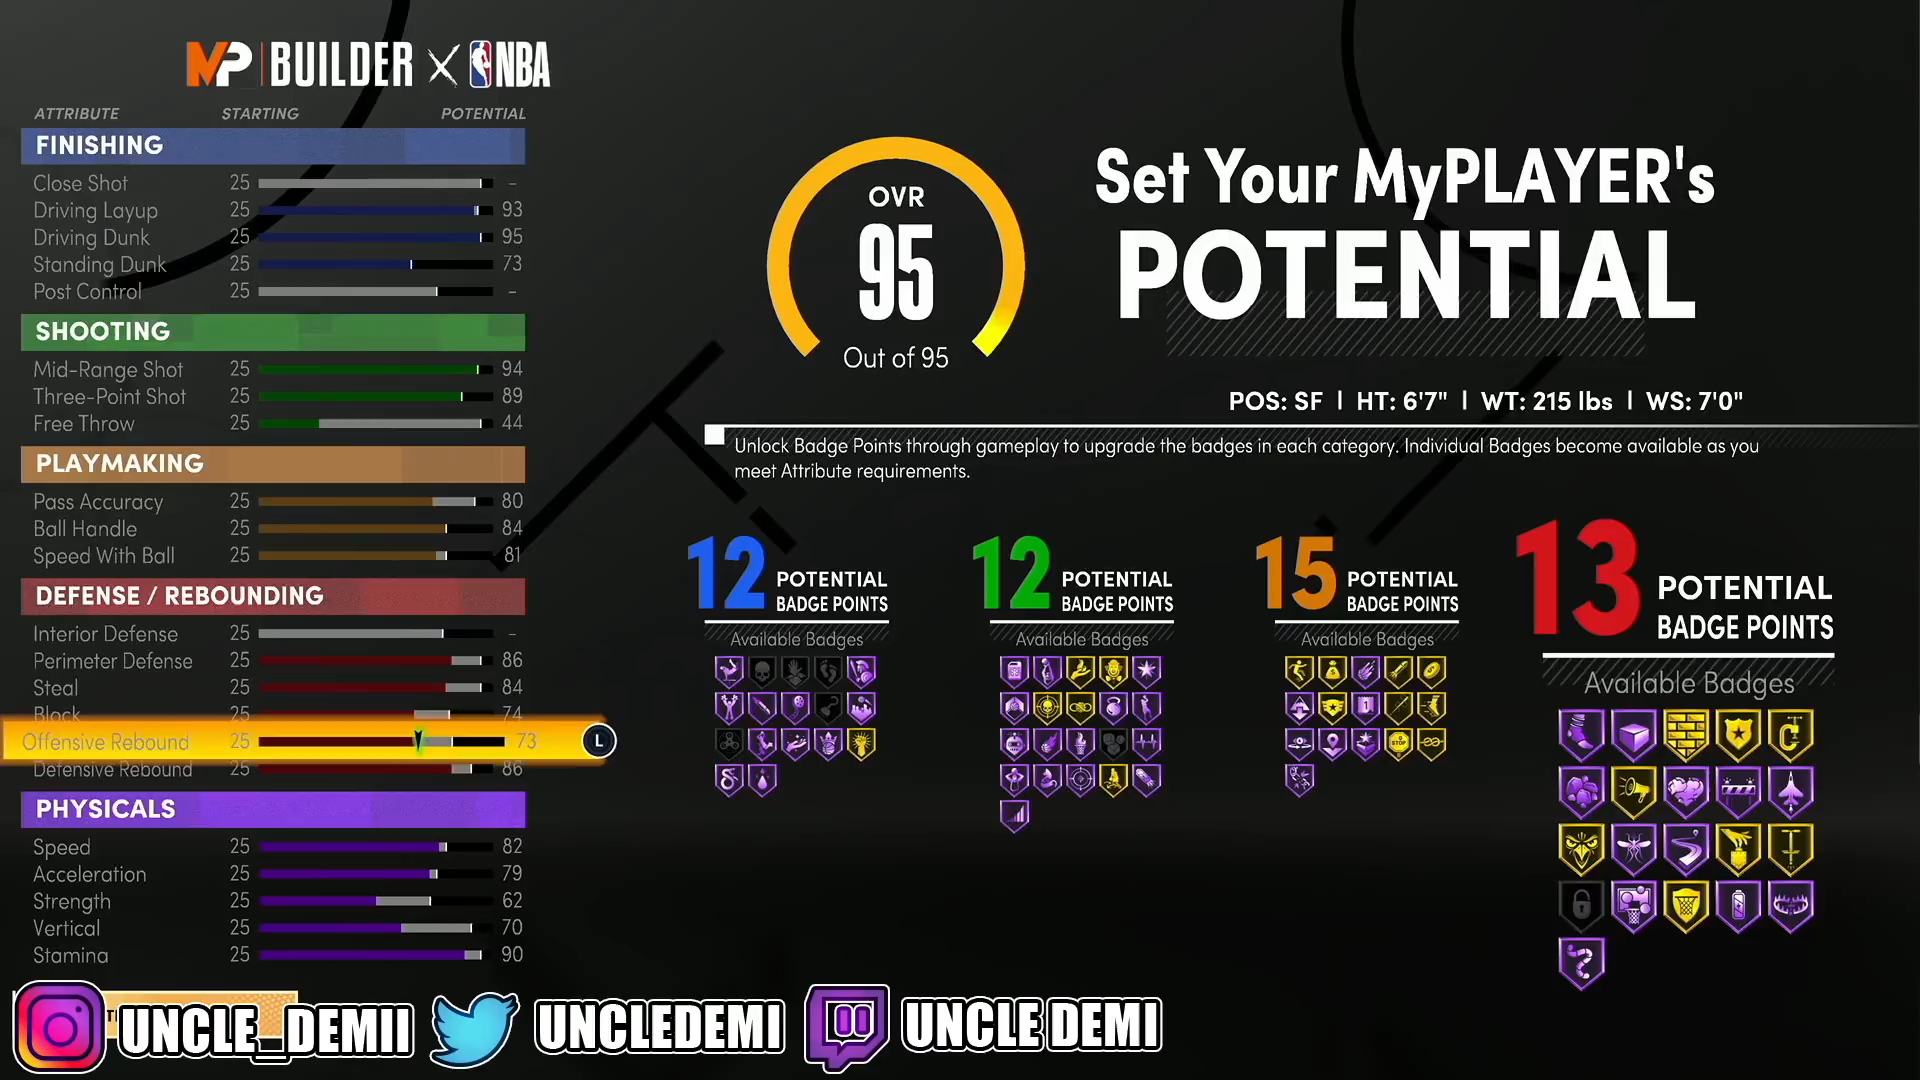 MP | BUILDER X NBA
ATTRIBUTE STARTING POTENTIAL
FINISHING
Close Shot 25 -
Driving Layup 25 93
Driving Dunk 25 95
Standing Dunk 25 73
Post Control 25 -
SHOOTING
Mid-Range Shot 25 94
Three-Point Shot 25 89
Free Throw 25 44
PLAYMAKING
Pass Accuracy 25 80
Ball Handle 25 84
Speed With Ball 25 81
DEFENSE / REBOUNDING
Interior Defense 25 -
Perimeter Defense 25 86
Steal 25 84
Block 25 74
Offensive Rebound 25 73 L
Defensive Rebound 25 86
PHYSICALS
Speed 25 82
Acceleration 25 79
Strength 25 62
Vertical 25 70
Stamina 25 90
OVR
95
Out of 95
Set Your MyPLAYER's
POTENTIAL
POS: SF | HT: 6'7" | WT: 215 lbs | WS: 7'0"
Unlock Badge Points through gameplay to upgrade the badges in each category. Individual Badges become available as you
meet Attribute requirements.
12 POTENTIAL
BADGE POINTS
Available Badges
12 POTENTIAL
BADGE POINTS
Available Badges
15 POTENTIAL
BADGE POINTS
Available Badges
13 POTENTIAL
BADGE POINTS
Available Badges
UNCLE_DEMII UNCLEDEMI UNCLE DEMI